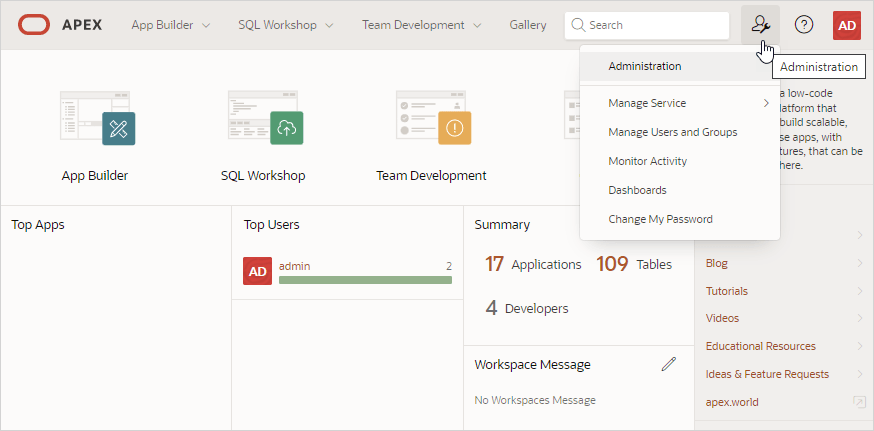 APEX
App Builder
SQL Workshop
Team Development
Gallery
Search
AD
Administration
Administration
Manage Service
Manage Users and Groups
Monitor Activity
Dashboards
Change My Password
a low-code
latform that
build scalable,
se apps, with
tures, that can be
here.
App Builder
SQL Workshop
Team Development
Top Apps
Top Users
AD
admin
2
Summary
17 Applications
109 Tables
4 Developers
Workspace Message
No Workspaces Message
Blog
Tutorials
Videos
Educational Resources
Ideas & Feature Requests
apex.world